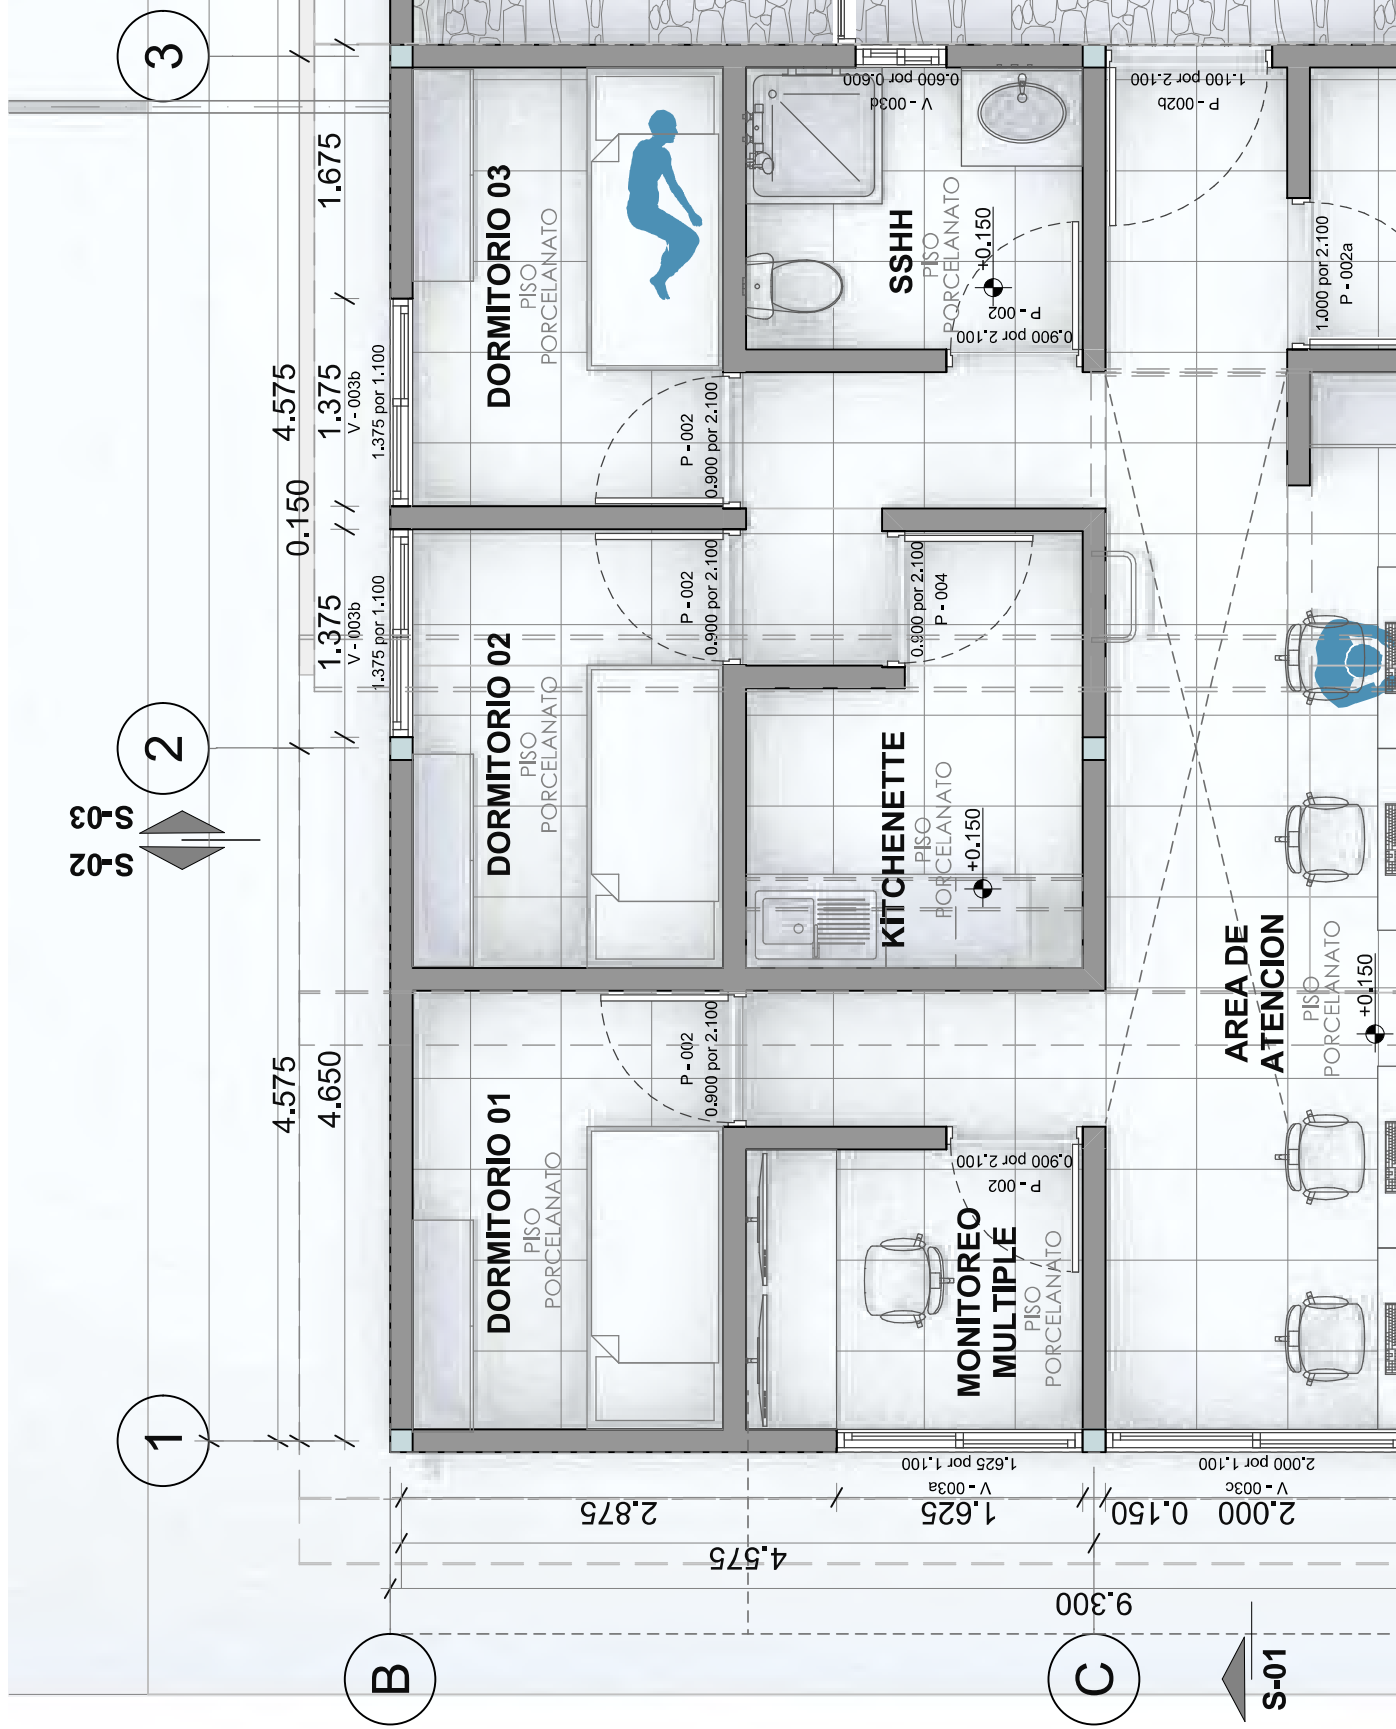 3
2
1
S-03
S-02
4.575
0.150
4.575
1.675
1.375
V - 003b
1.375 por 1.100
1.375
V - 003b
1.375 por 1.100
4.650
DORMITORIO 03
PISO
PORCELANATO
P - 002
0.900 por 2.100
DORMITORIO 02
PISO
PORCELANATO
P - 002
0.900 por 2.100
DORMITORIO 01
PISO
PORCELANATO
P - 002
0.900 por 2.100
V - 003d
0.600 por 0.600
SSHH
PISO
PORCELANATO
+0.150
P - 002
0.900 por 2.100
P - 002b
1.100 por 2.100
1.000 por 2.100
P - 002a
0.900 por 2.100
P - 004
KITCHENETTE
PISO
PORCELANATO
+0.150
AREA DE
ATENCION
PISO
PORCELANATO
+0.150
P - 002
0.900 por 2.100
MONITOREO
MULTIPLE
PISO
PORCELANATO
V - 003a
1.625 por 1.100
V - 003c
2.000 por 1.100
2.875
1.625
0.150
2.000
4.575
9.300
B
C
S-01